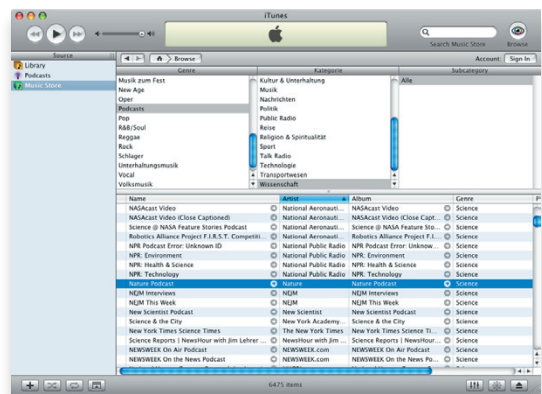 iTunes
Search Music Store
Browse
Source
Library
Podcasts
Music Store
Browse
Account: Sign In
Genre
Kategorie
Subcategory
Musik zum Fest
New Age
Oper
Podcasts
Pop
R&B/Soul
Reggae
Rock
Schlager
Unterhaltungsmusik
Vocal
Volksmusik
Kultur & Unterhaltung
Musik
Nachrichten
Politik
Public Radio
Reise
Religion & Spiritualität
Sport
Talk Radio
Technologie
Transportwesen
Wissenschaft
Alle
Name Artist Album Genre
NASAcast Video National Aeronauti... NASAcast Video Science
NASAcast Video (Close Captioned) National Aeronauti... NASAcast Video (Close Capt... Science
Science @ NASA Feature Stories Podcast National Aeronauti... Science @ NASA Feature Sto... Science
Robotics Alliance Project F.I.R.S.T. Competiti... National Aeronauti... Robotics Alliance Project F.I... Science
NPR Podcast Error: Unknown ID National Public Radio NPR Podcast Error: Unknow... Science
NPR: Environment National Public Radio NPR: Environment Science
NPR: Health & Science National Public Radio NPR: Health & Science Science
NPR: Technology National Public Radio NPR: Technology Science
Nature Podcast Nature Nature Podcast Science
NEJM Interviews NEJM NEJM Interviews Science
NEJM This Week NEJM NEJM This Week Science
New Scientist Podcast New Scientist New Scientist Podcast Science
Science & the City New York Academy... Science & the City Science
New York Times Science Times The New York Times New York Times Science Ti... Science
Science Reports | NewsHour with Jim Lehrer ... NewsHour with Jim ... Science Reports | NewsHour... Science
NEWSWEEK On Air Podcast NEWSWEEK.com NEWSWEEK On Air Podcast Science
NEWSWEEK On the News Podcast NEWSWEEK.com NEWSWEEK On the News Po... Science
6475 items